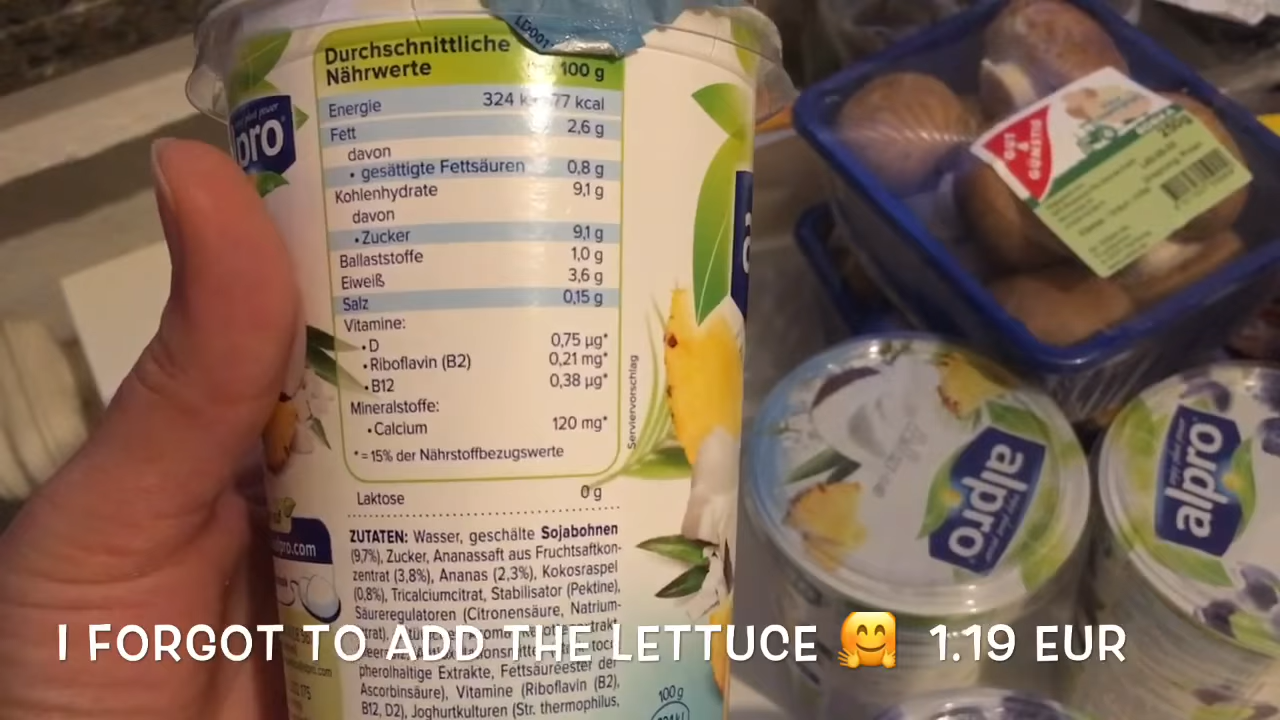 Durchschnittliche
Nährwerte 100 g
Energie 324 77 kcal
Fett 2,6 g
davon
• gesättigte Fettsäuren 0,8 g
Kohlenhydrate 9,1 g
davon
• Zucker 9,1 g
Ballaststoffe 1,0 g
Eiweiß 3,6 g
Salz 0,15 g
Vitamine:
• D 0,75 µg*
• Riboflavin (B2) 0,21 mg*
• B12 0,38 µg*
Mineralstoffe:
• Calcium 120 mg*
* = 15% der Nährstoffbezugswerte
Laktose 0 g
Serviervorschlag
ZUTATEN: Wasser, geschälte Sojabohnen
(9,7%), Zucker, Ananassaft aus Fruchtsaftkon-
zentrat (3,8%), Ananas (2,3%), Kokosraspel
(0,8%), Tricalciumcitrat, Stabilisator (Pektine),
Säureregulatoren (Citronensäure, Natrium-
pherolhaltige Extrakte, Fettsäureester der
Ascorbinsäure), Vitamine (Riboflavin (B2),
B12, D2), Joghurtkulturen (Str. thermophilus,
100 g
GUT
&
GÜNSTIG
250g
alpro
alpro
I FORGOT TO ADD THE LETTUCE 🤗 1.19 EUR